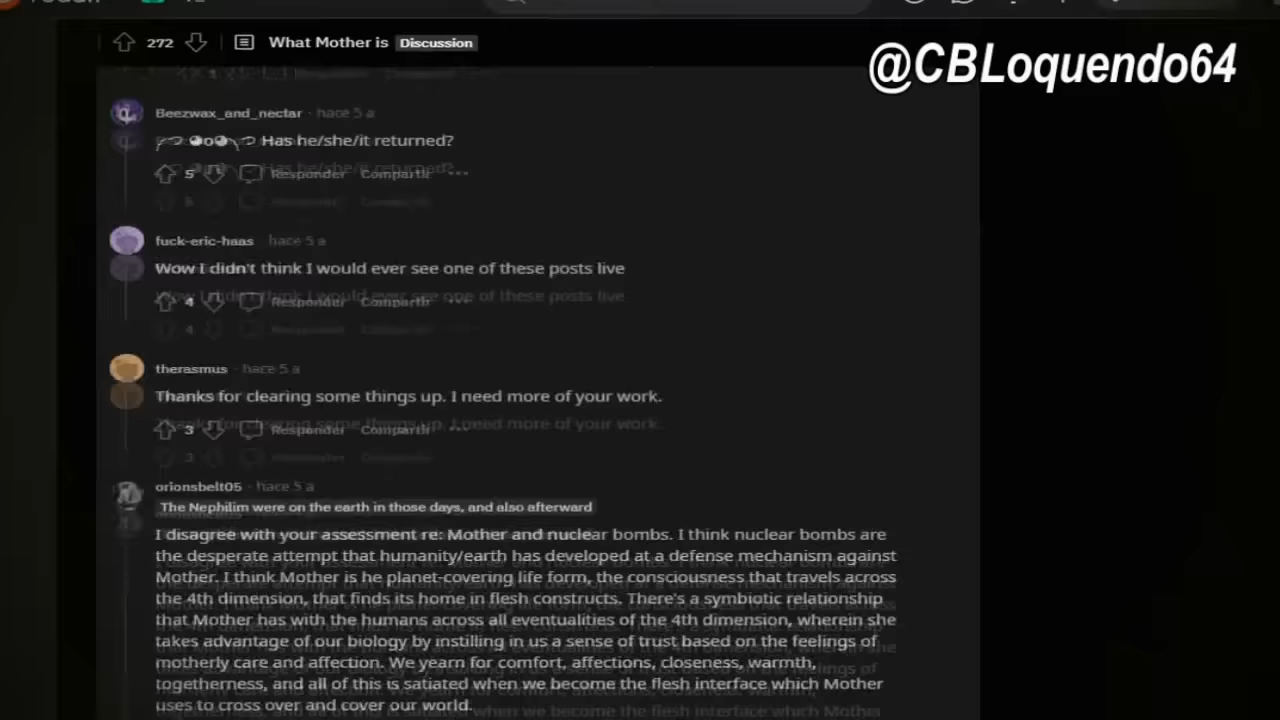 272 What Mother is Discussion
@CBLoquendo64
Beezwax_and_nectar · hace 5 a
Has he/she/it returned?
5 Responder Compartir ...
fuck-eric-haas · hace 5 a
Wow I didn't think I would ever see one of these posts live
4 Responder Compartir ...
therasmus · hace 5 a
Thanks for clearing some things up. I need more of your work.
3 Responder Compartir ...
orionsbelt05 · hace 5 a
The Nephilim were on the earth in those days, and also afterward
I disagree with your assessment re: Mother and nuclear bombs. I think nuclear bombs are
the desperate attempt that humanity/earth has developed at a defense mechanism against
Mother. I think Mother is he planet-covering life form, the consciousness that travels across
the 4th dimension, that finds its home in flesh constructs. There's a symbiotic relationship
that Mother has with the humans across all eventualities of the 4th dimension, wherein she
takes advantage of our biology by instilling in us a sense of trust based on the feelings of
motherly care and affection. We yearn for comfort, affections, closeness, warmth,
togetherness, and all of this is satiated when we become the flesh interface which Mother
uses to cross over and cover our world.